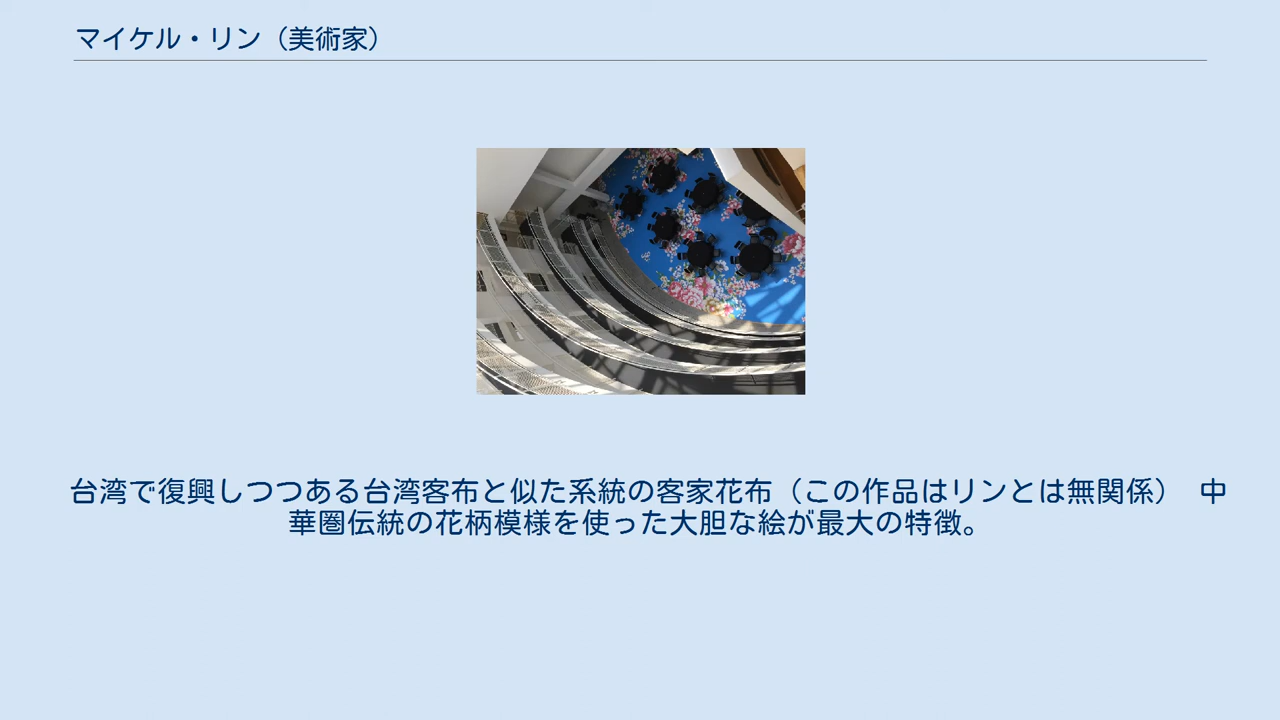 マイケル・リン（美術家）
台湾で復興しつつある台湾客布と似た系統の客家花布（この作品はリンとは無関係） 中
華圏伝統の花柄模様を使った大胆な絵が最大の特徴。